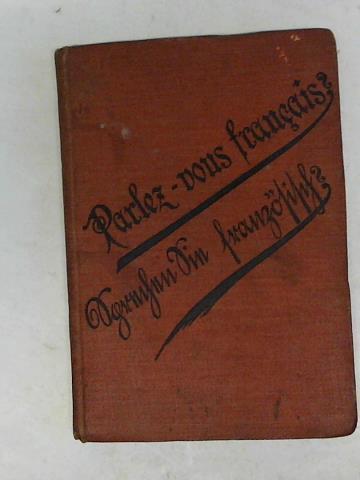 Parlez-vous français?
Sprechen Sie französisch?